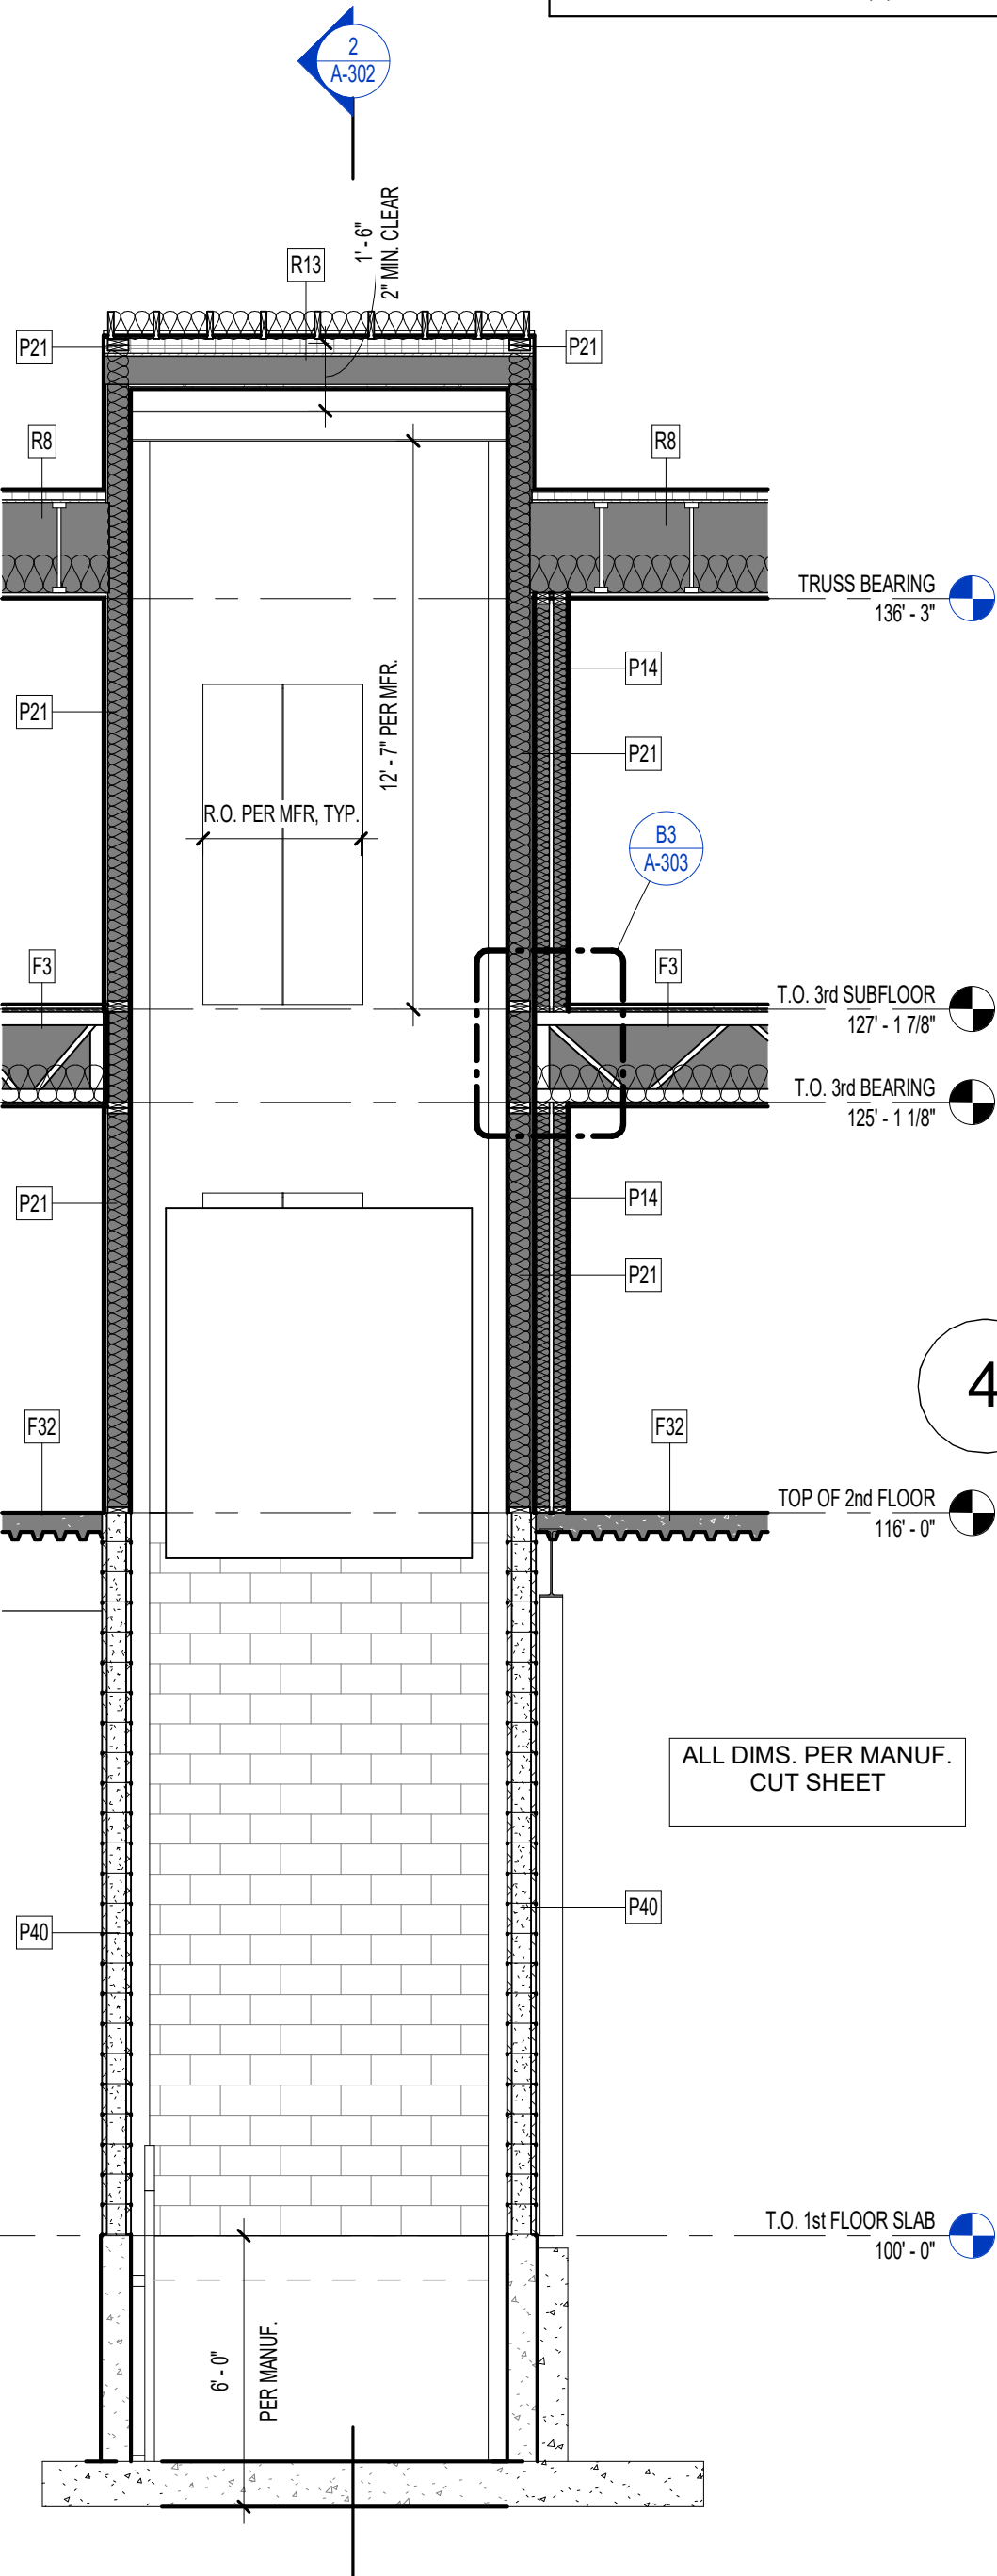 2
A-302
1' - 6"
2" MIN. CLEAR
R13
P21
P21
R8
R8
TRUSS BEARING
136' - 3"
P14
P21
12' - 7" PER MFR.
P21
R.O. PER MFR, TYP.
B3
A-303
F3
F3
T.O. 3rd SUBFLOOR
127' - 1 7/8"
T.O. 3rd BEARING
125' - 1 1/8"
P21
P14
P21
4
F32
F32
TOP OF 2nd FLOOR
116' - 0"
ALL DIMS. PER MANUF.
CUT SHEET
P40
P40
T.O. 1st FLOOR SLAB
100' - 0"
6' - 0"
PER MANUF.